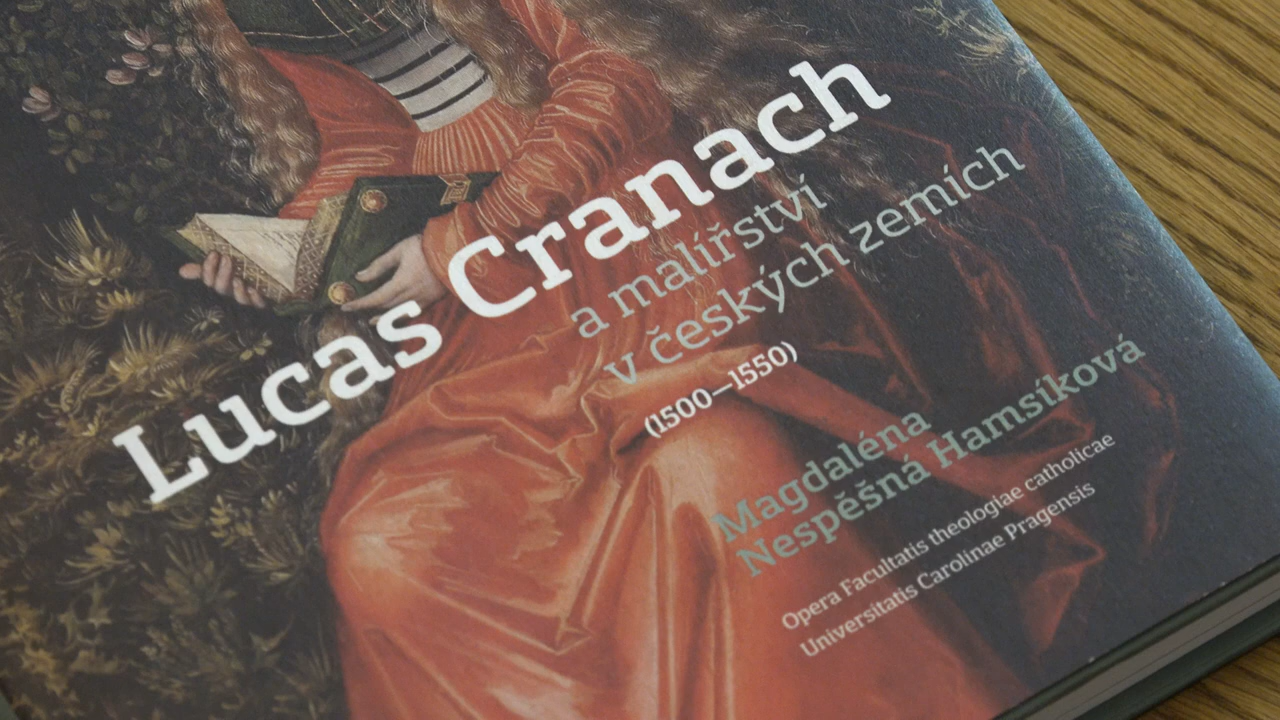 Lucas Cranach
a malířství
v českých zemích
(1500—1550)
Magdaléna
Nespěšná Hamsíková
Opera Facultatis theologiae catholicae
Universitatis Carolinae Pragensis